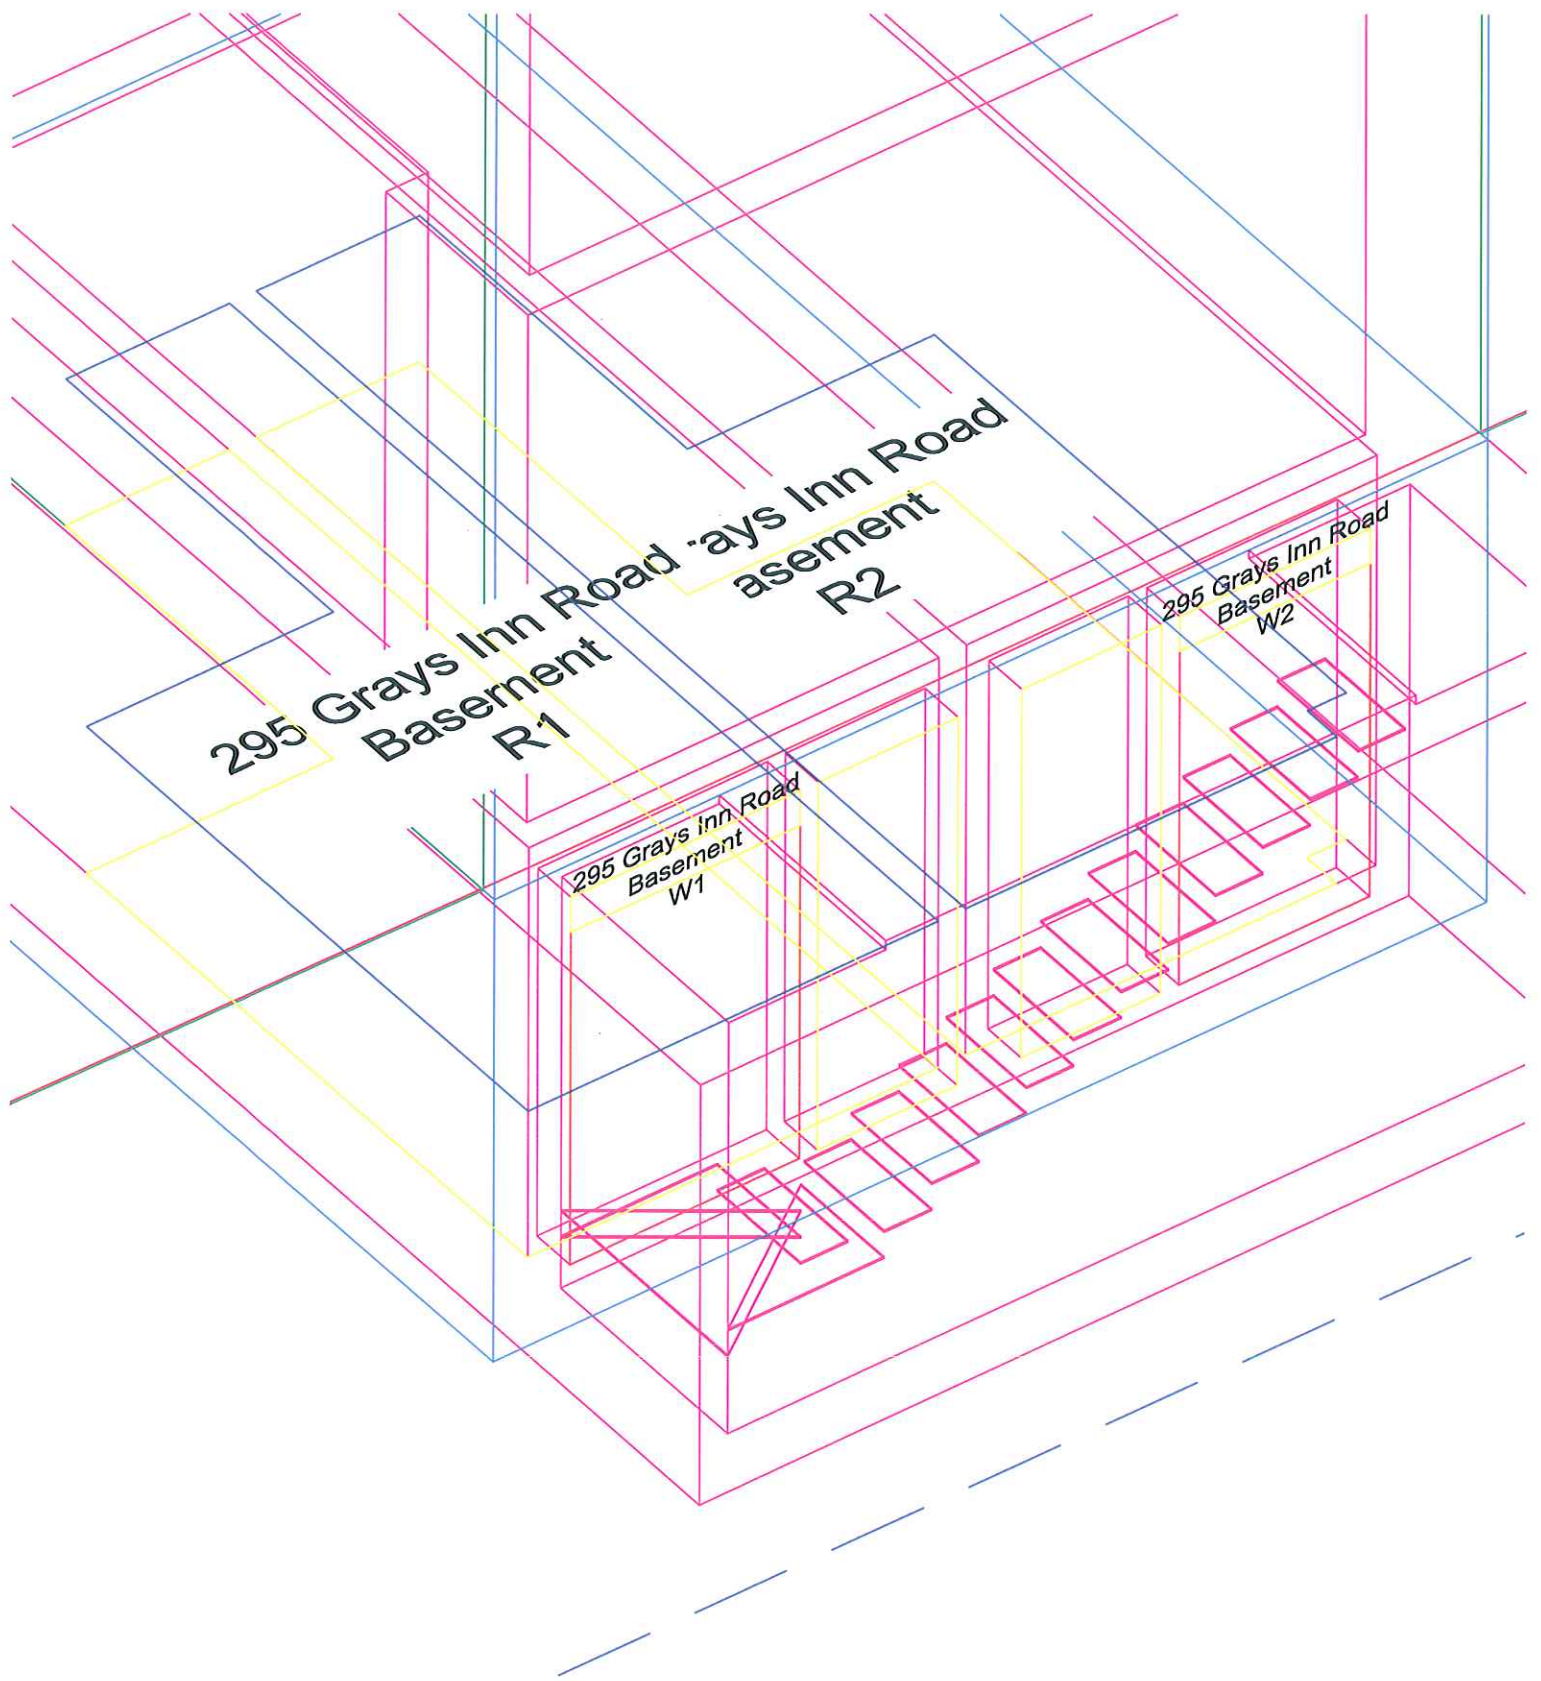 295 Grays Inn Road
Basement
R1
ays Inn Road
asement
R2
295 Grays Inn Road
Basement
W1
295 Grays Inn Road
Basement
W2